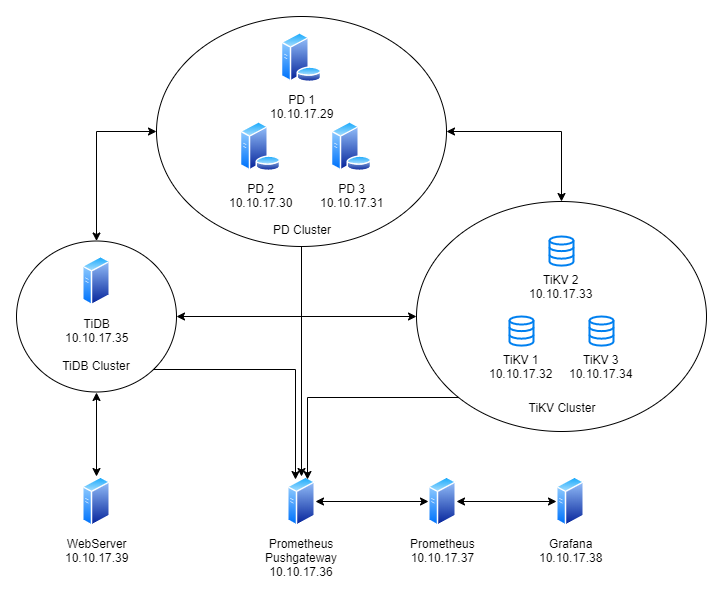 PD 1
10.10.17.29
PD 2
10.10.17.30
PD 3
10.10.17.31
PD Cluster
TiKV 2
10.10.17.33
TiDB
10.10.17.35
TiDB Cluster
TiKV 1
10.10.17.32
TiKV 3
10.10.17.34
TiKV Cluster
WebServer
10.10.17.39
Prometheus
Pushgateway
10.10.17.36
Prometheus
10.10.17.37
Grafana
10.10.17.38